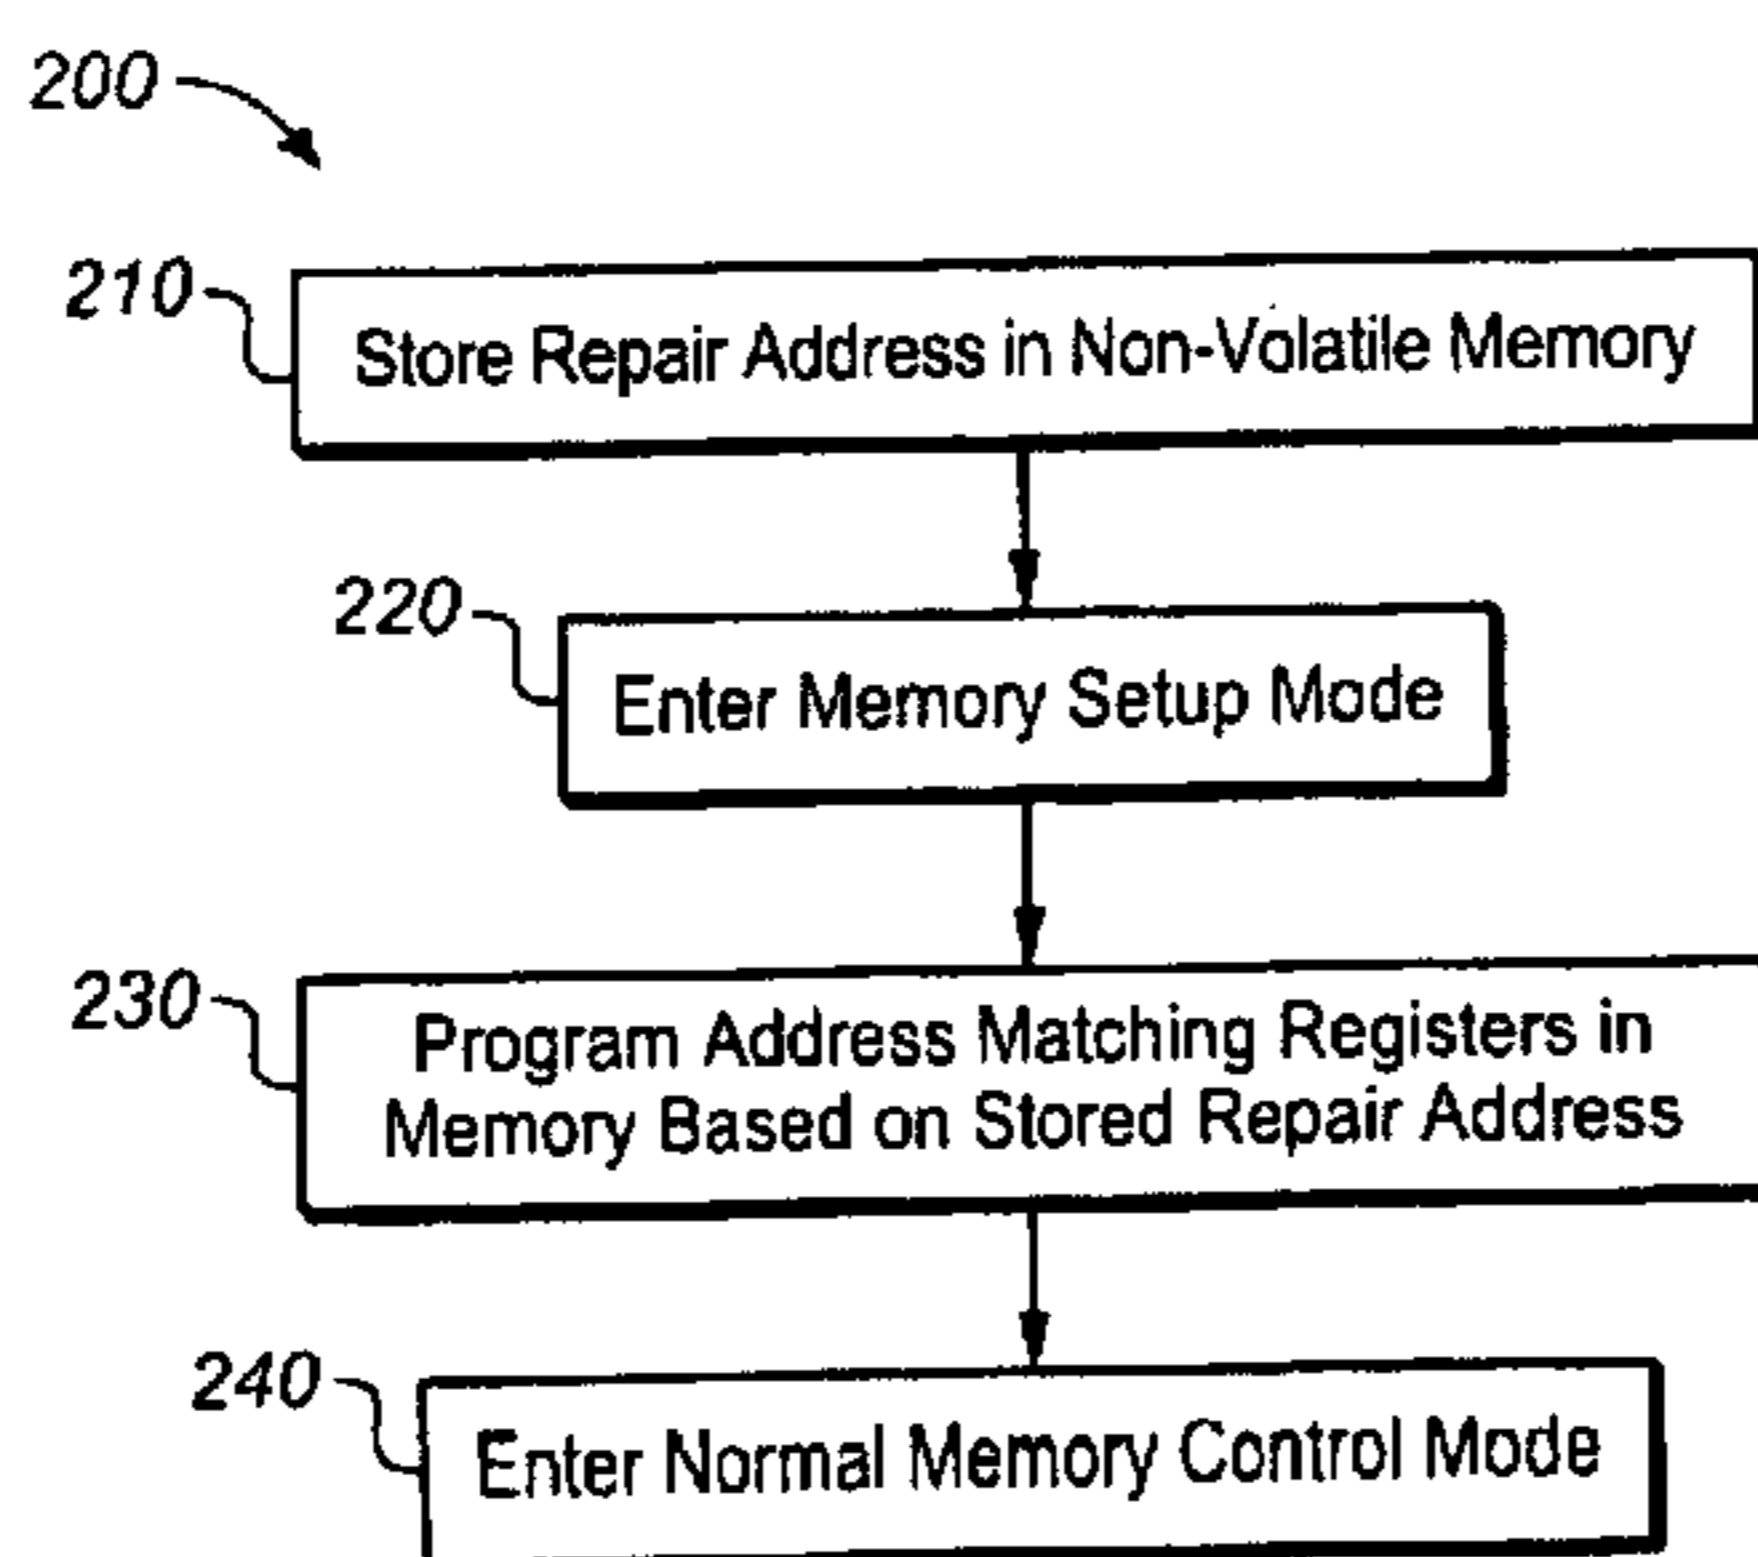 200
210
Store Repair Address in Non-Volatile Memory
220
Enter Memory Setup Mode
230
Program Address Matching Registers in
Memory Based on Stored Repair Address
240
Enter Normal Memory Control Mode